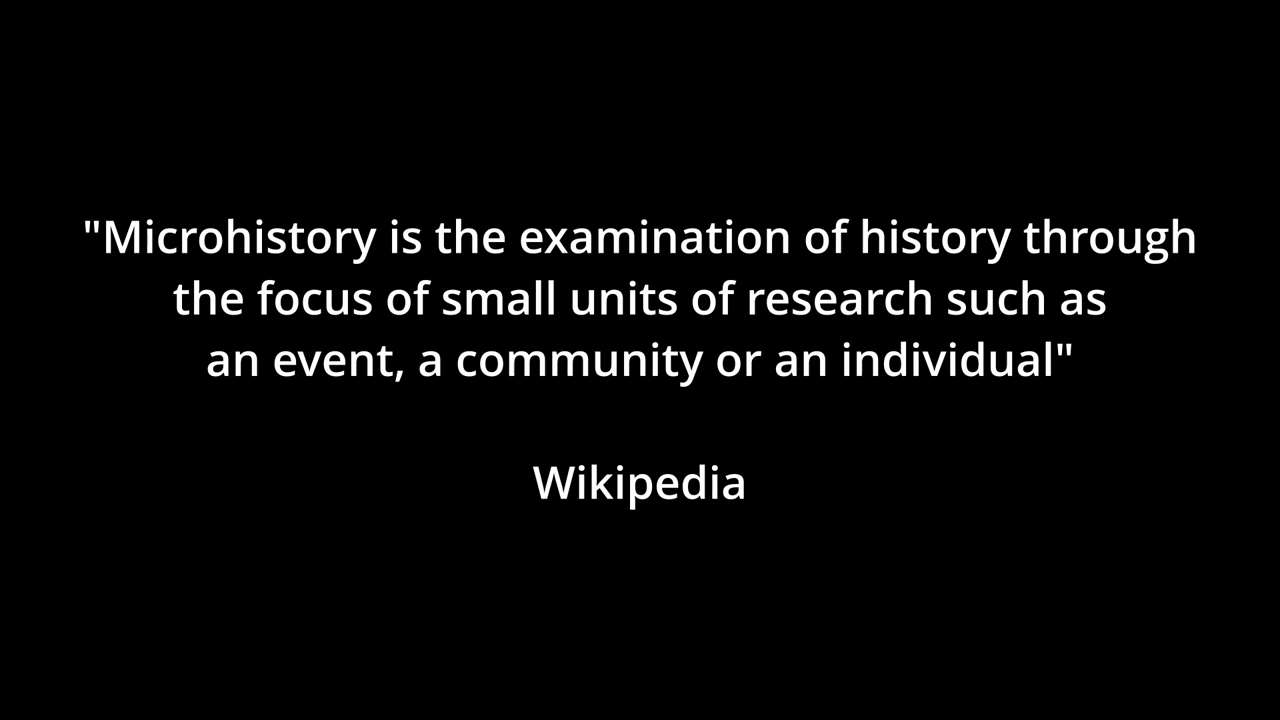 "Microhistory is the examination of history through
the focus of small units of research such as
an event, a community or an individual"
Wikipedia